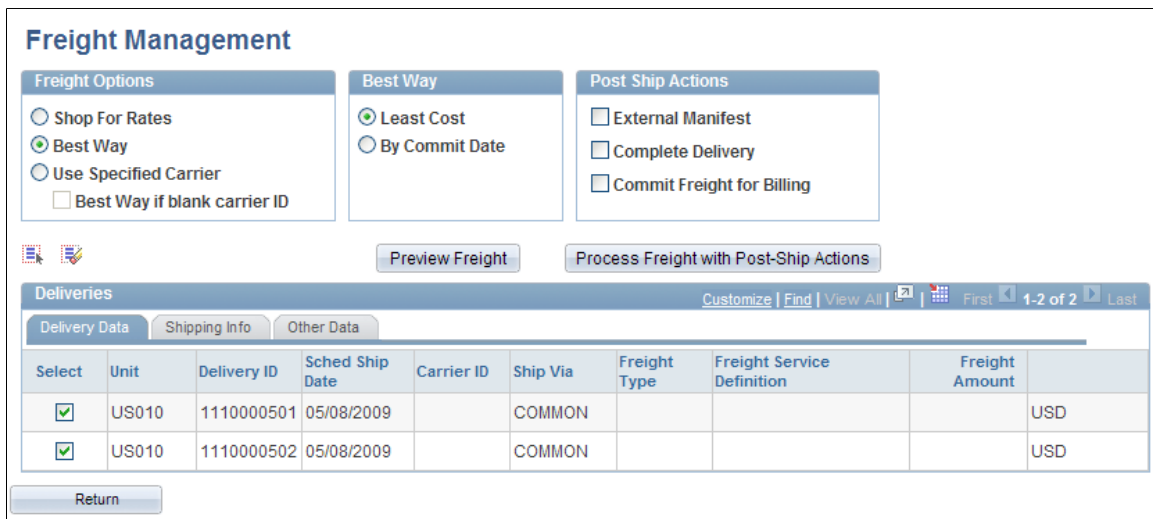 Freight Management
Freight Options
Shop For Rates
Best Way
Use Specified Carrier
Best Way if blank carrier ID
Best Way
Least Cost
By Commit Date
Post Ship Actions
External Manifest
Complete Delivery
Commit Freight for Billing
Preview Freight
Process Freight with Post-Ship Actions
Deliveries
Customize | Find | View All | | First 1-2 of 2 Last
Delivery Data Shipping Info Other Data
Select Unit Delivery ID Sched Ship Date Carrier ID Ship Via Freight Type Freight Service Definition Freight Amount
US010 1110000501 05/08/2009 COMMON USD
US010 1110000502 05/08/2009 COMMON USD
Return